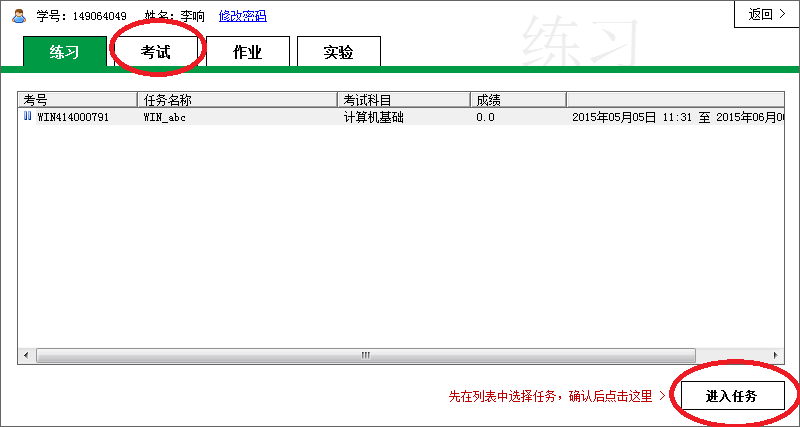 学号：149064049 姓名：李响 修改密码
返回 >
练习
练习 考试 作业 实验
考号 任务名称 考试科目 成绩
WIN414000791 WIN_abc 计算机基础 0.0 2015年05月05日 11:31 至 2015年06月
先在列表中选择任务，确认后点击这里 > 进入任务